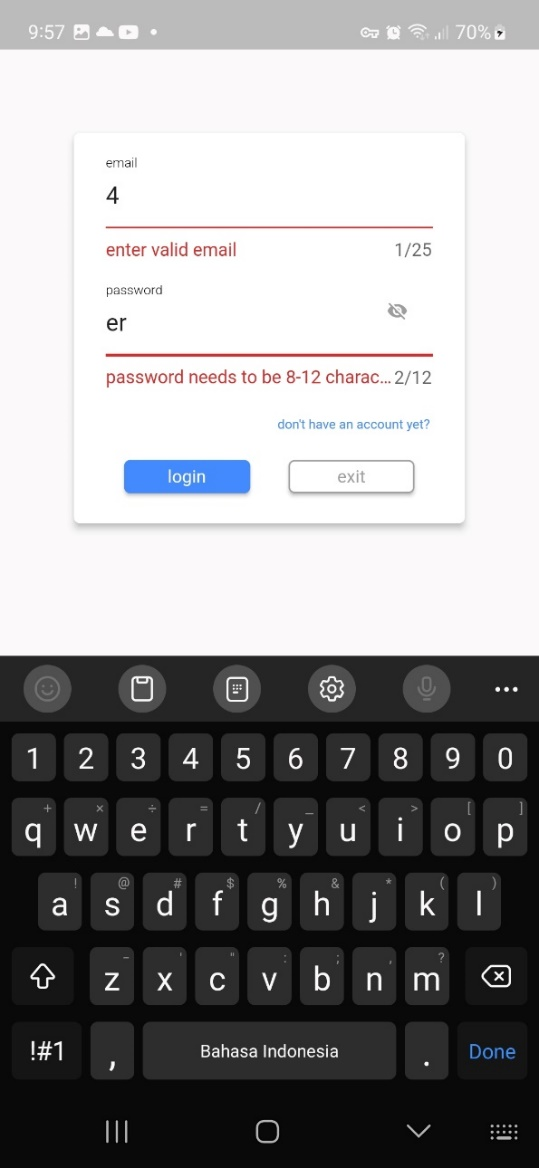 9:57 70%
email
4
enter valid email 1/25
password
er
password needs to be 8-12 charac... 2/12
don't have an account yet?
login exit
1 2 3 4 5 6 7 8 9 0
+ × ÷ = / _ < > [ ]
q w e r t y u i o p
! @ # $ % & * ( )
a s d f g h j k l
- ' " : ; , ?
z x c v b n m
!#1 , Bahasa Indonesia . Done